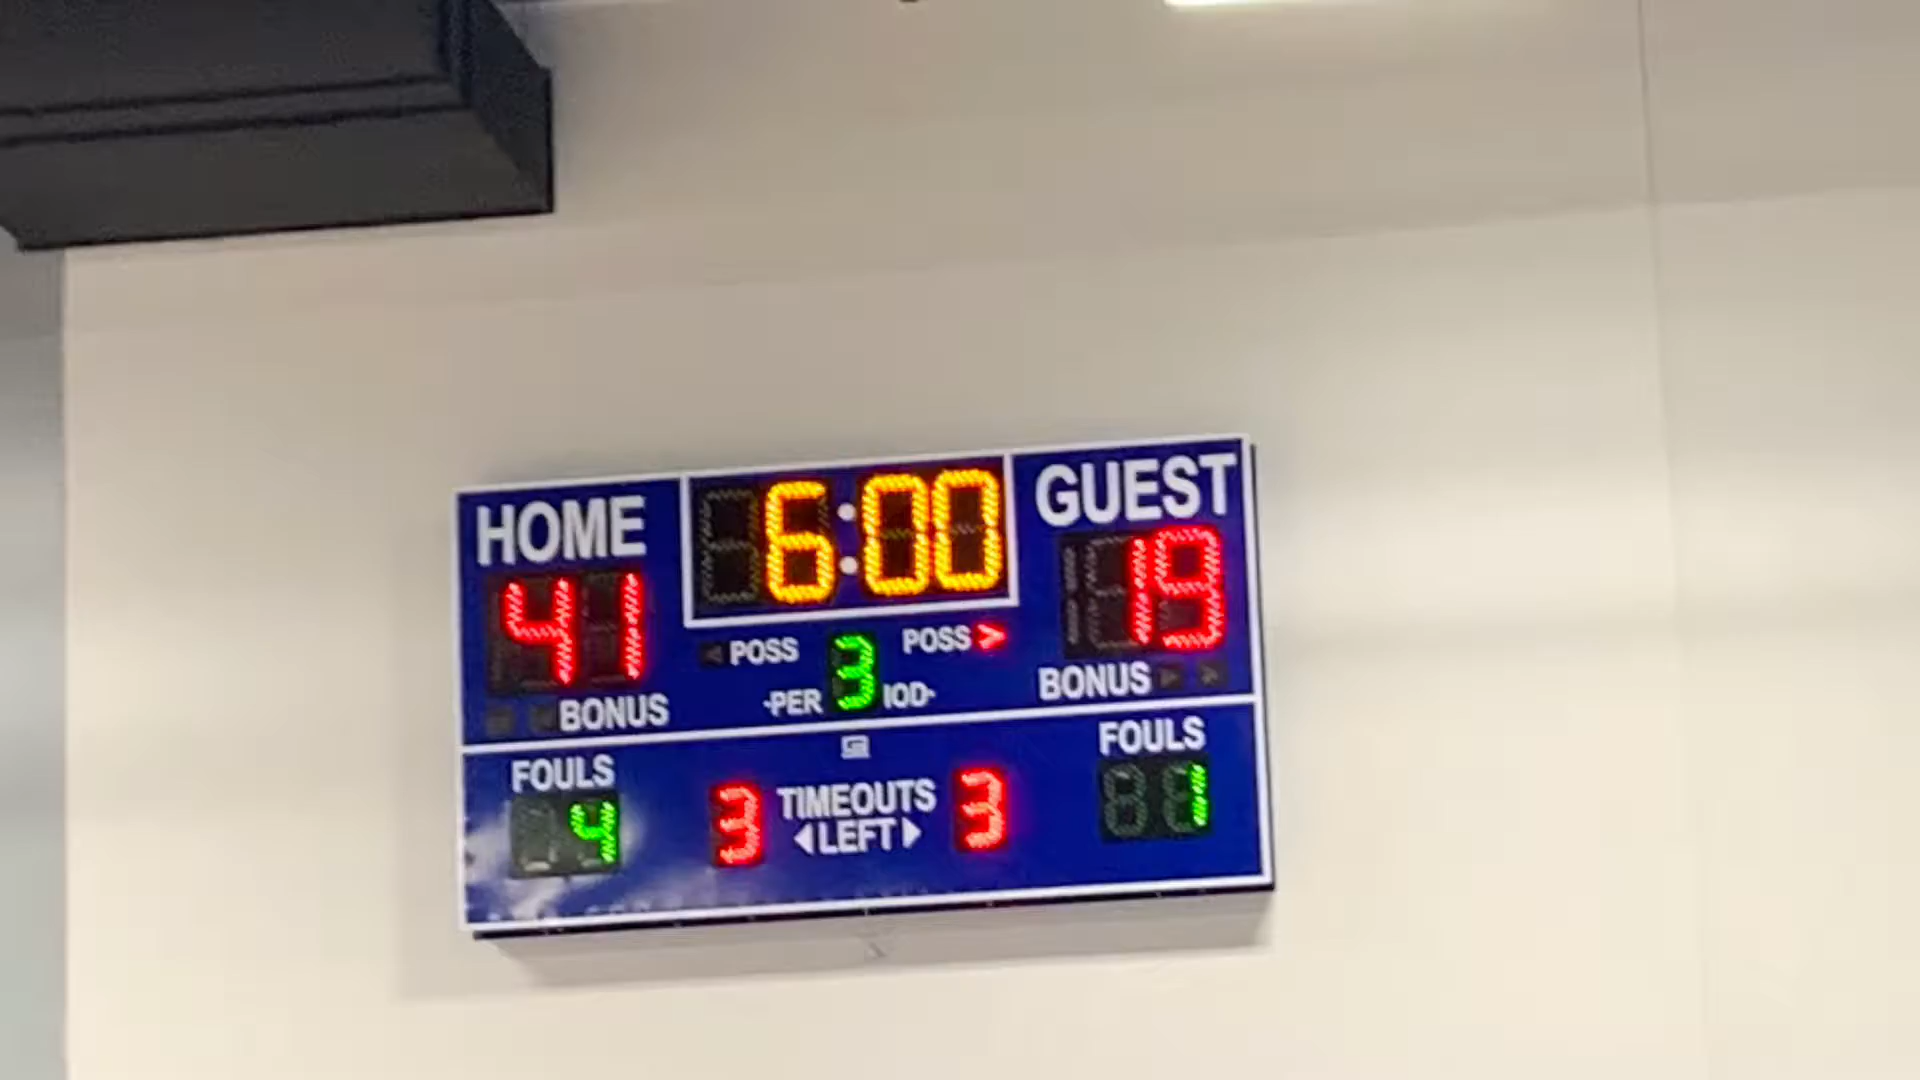 HOME 6:00 GUEST
41 19
POSS 3 POSS >
BONUS ·PER IOD· BONUS
FOULS FOULS
4 3 TIMEOUTS 3 1
◀LEFT▶